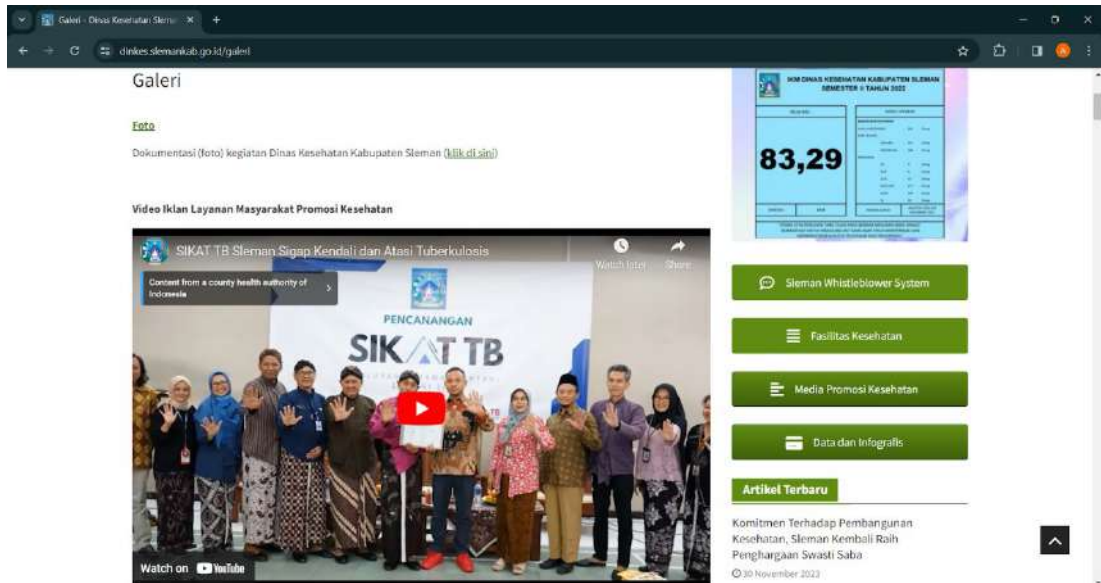 Galeri - Dinas Kesehatan Slema
dinkes.slemankab.go.id/galeri
Galeri
Foto
Dokumentasi (foto) kegiatan Dinas Kesehatan Kabupaten Sleman (klik di sini)
Video Iklan Layanan Masyarakat Promosi Kesehatan
SIKAT TB Sleman Sigap Kendali dan Atasi Tuberkulosis
Watch later
Share
Content from a county health authority of
Indonesia
PENCANANGAN
SIKAT TB
Watch on YouTube
IKM DINAS KESEHATAN KABUPATEN SLEMAN
SEMESTER II TAHUN 2022
83,29
Sleman Whistleblower System
Fasilitas Kesehatan
Media Promosi Kesehatan
Data dan Infografis
Artikel Terbaru
Komitmen Terhadap Pembangunan
Kesehatan, Sleman Kembali Raih
Penghargaan Swasti Saba
30 November 2023